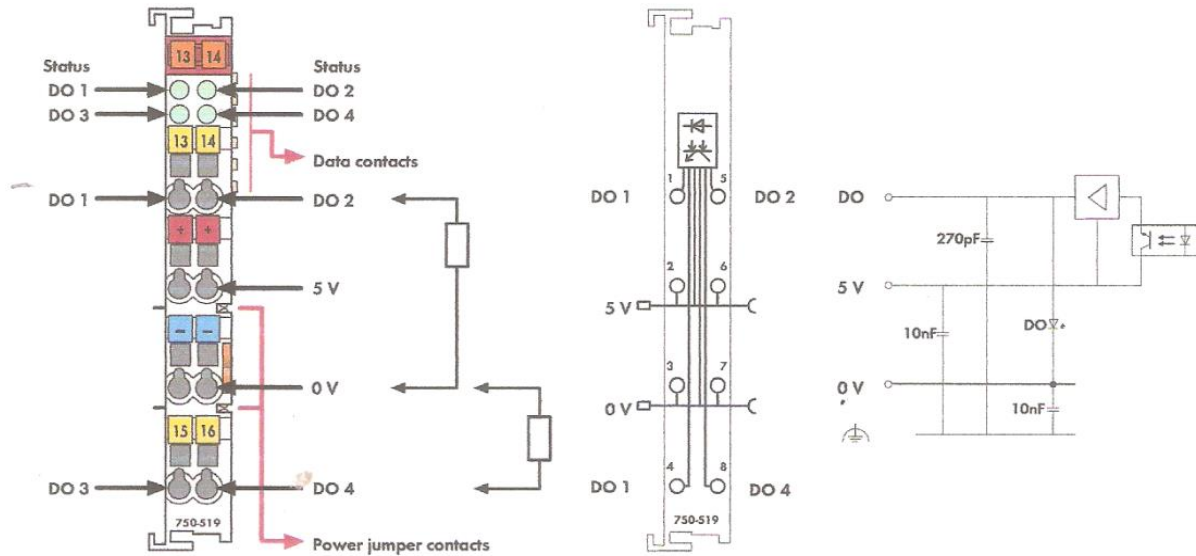 13 14
Status
Status
DO 1
DO 2
DO 3
DO 4
13 14
Data contacts
DO 1
DO 2
+ +
5 V
− −
0 V
15 16
DO 3
DO 4
750-519
Power jumper contacts
1
5
DO 1
DO 2
2
6
5 V
3
7
0 V
4
8
DO 1
DO 4
750-519
DO
270pF
5 V
10nF
DO
0 V
10nF